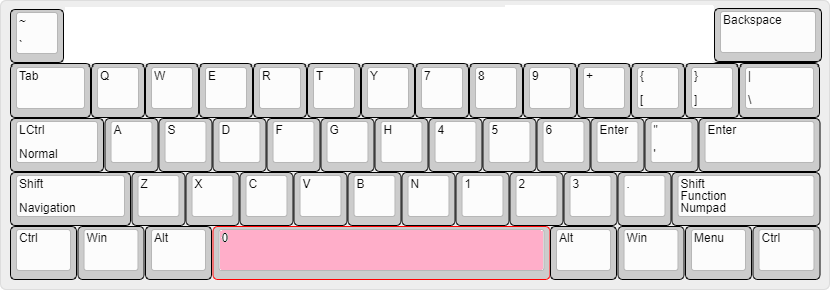 ~
`
Backspace
Tab Q W E R T Y 7 8 9 + { } |
[ ] \
LCtrl A S D F G H 4 5 6 Enter " Enter
Normal '
Shift Z X C V B N 1 2 3 . Shift
Function
Navigation Numpad
Ctrl Win Alt 0 Alt Win Menu Ctrl